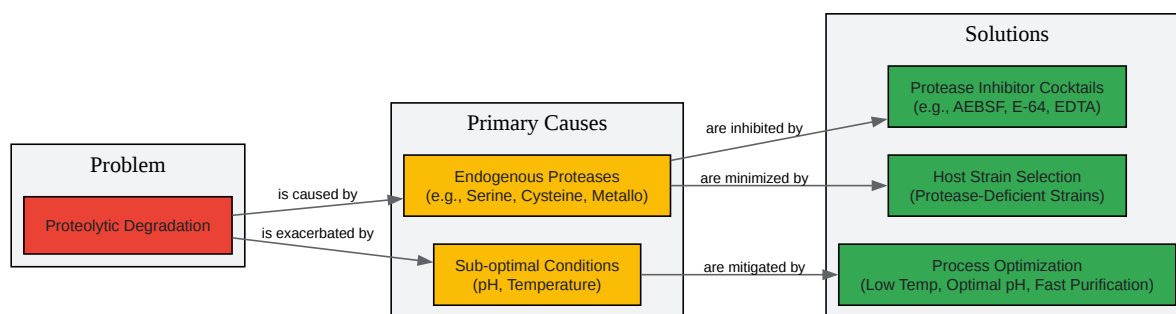 Problem
Proteolytic Degradation
is caused by
is exacerbated by
Primary Causes
Endogenous Proteases
(e.g., Serine, Cysteine, Metallo)
Sub-optimal Conditions
(pH, Temperature)
are inhibited by
are minimized by
are mitigated by
Solutions
Protease Inhibitor Cocktails
(e.g., AEBSF, E-64, EDTA)
Host Strain Selection
(Protease-Deficient Strains)
Process Optimization
(Low Temp, Optimal pH, Fast Purification)